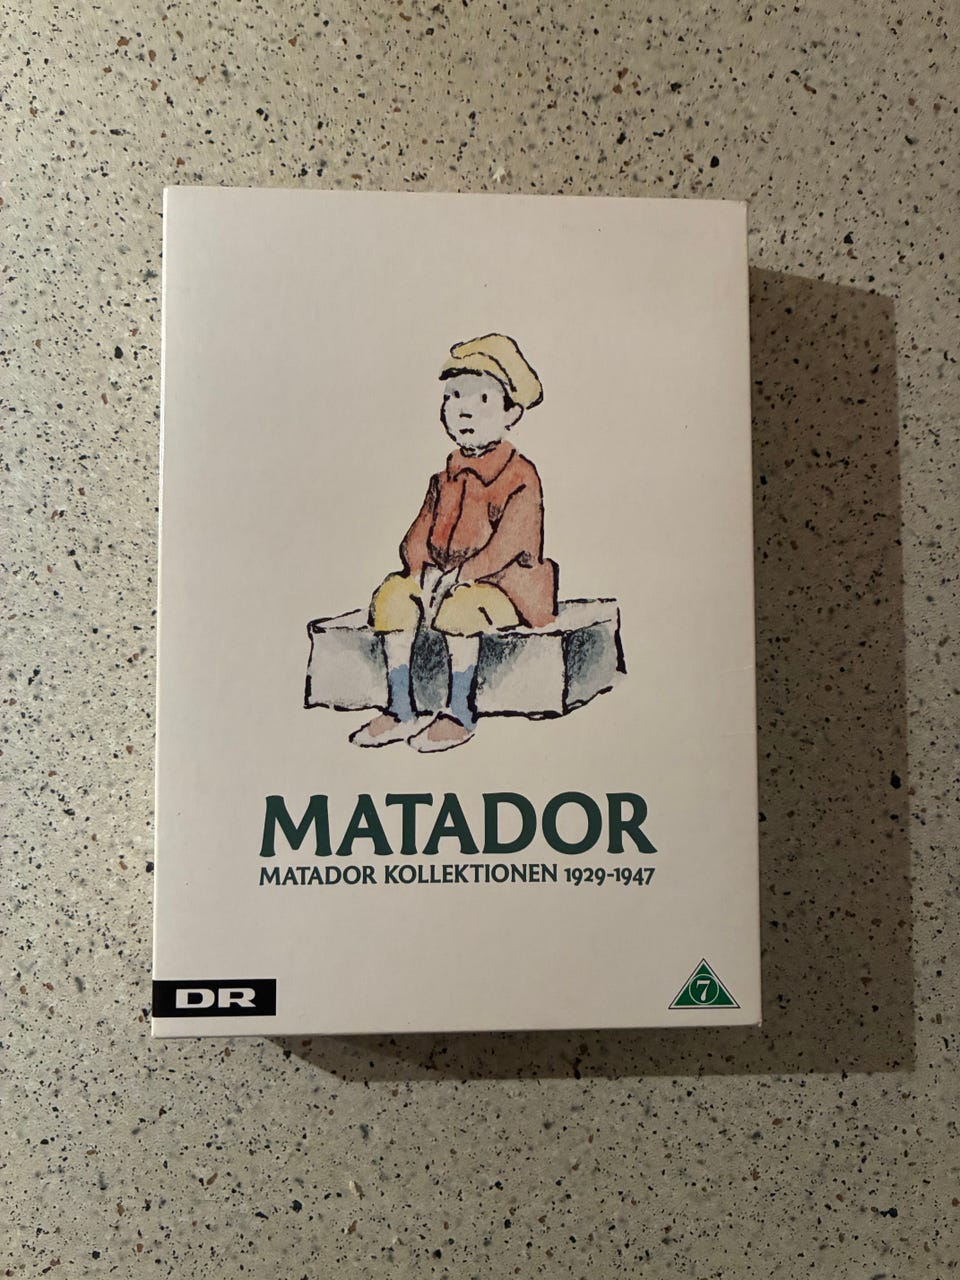 MATADOR
MATADOR KOLLEKTIONEN 1929-1947
DR
7